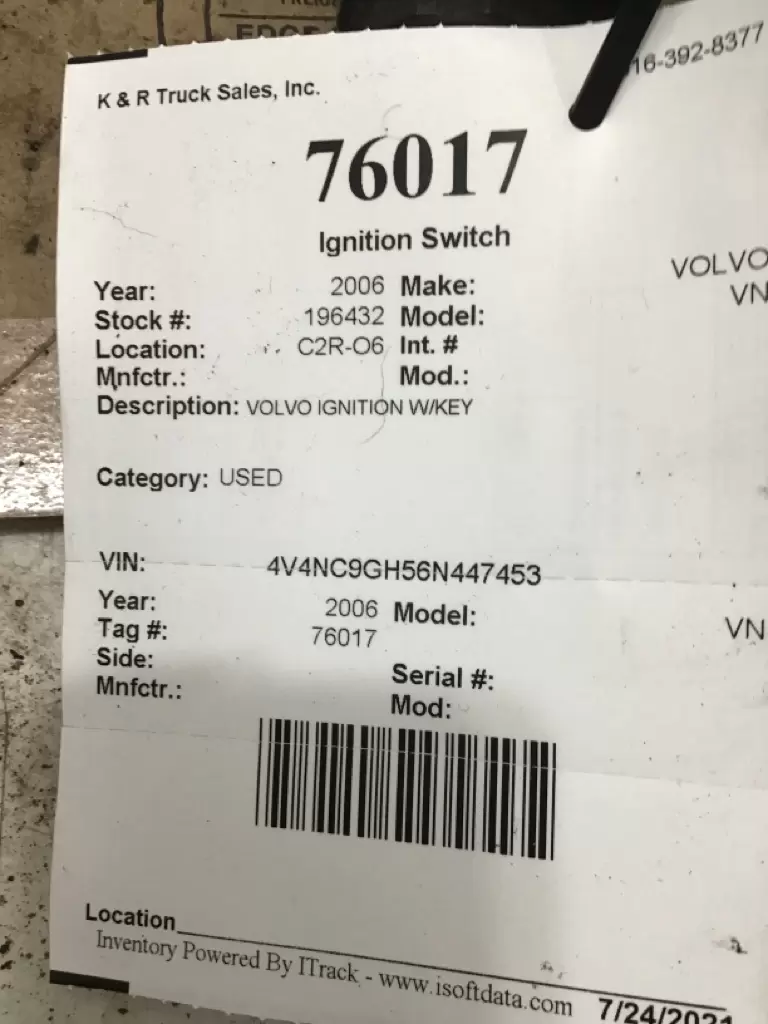 EDGE
K & R Truck Sales, Inc.
16-392-8377
76017
Ignition Switch
Year: 2006 Make: VOLVO
Stock #: 196432 Model: VN
Location: C2R-O6 Int. #
Mnfctr.: Mod.:
Description: VOLVO IGNITION W/KEY
Category: USED
VIN: 4V4NC9GH56N447453
Year: 2006 Model: VN
Tag #: 76017
Side: Serial #:
Mnfctr.: Mod:
Location
Inventory Powered By ITrack - www.isoftdata.com 7/24/2021